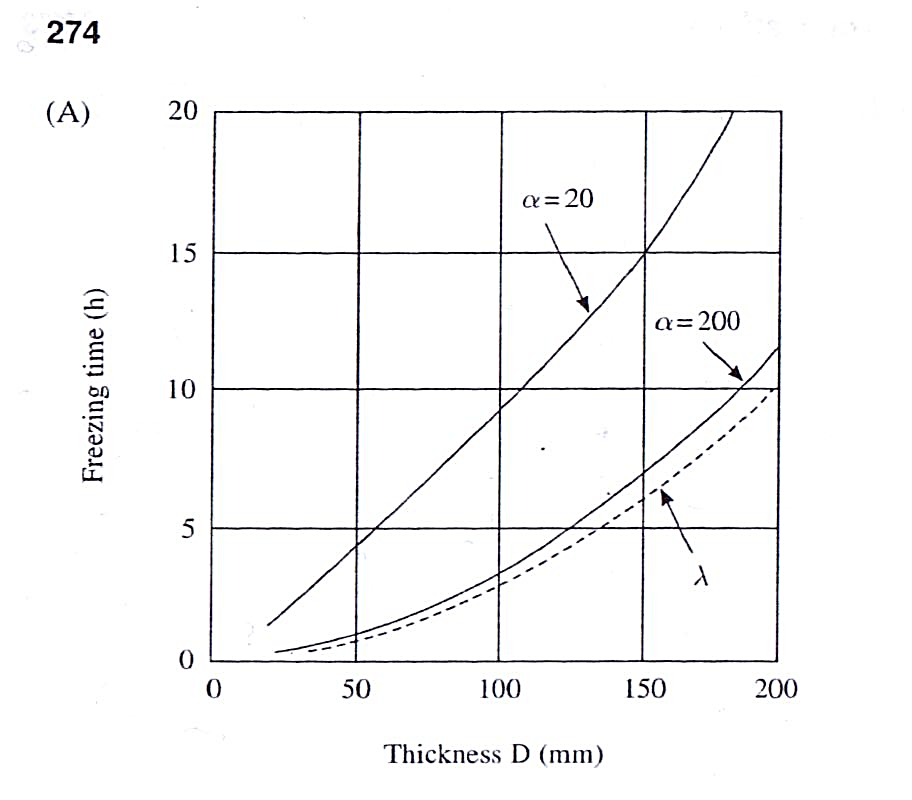 274
(A)
20
α=20
15
α=200
10
Freezing time (h)
5
λ
0
0 50 100 150 200
Thickness D (mm)